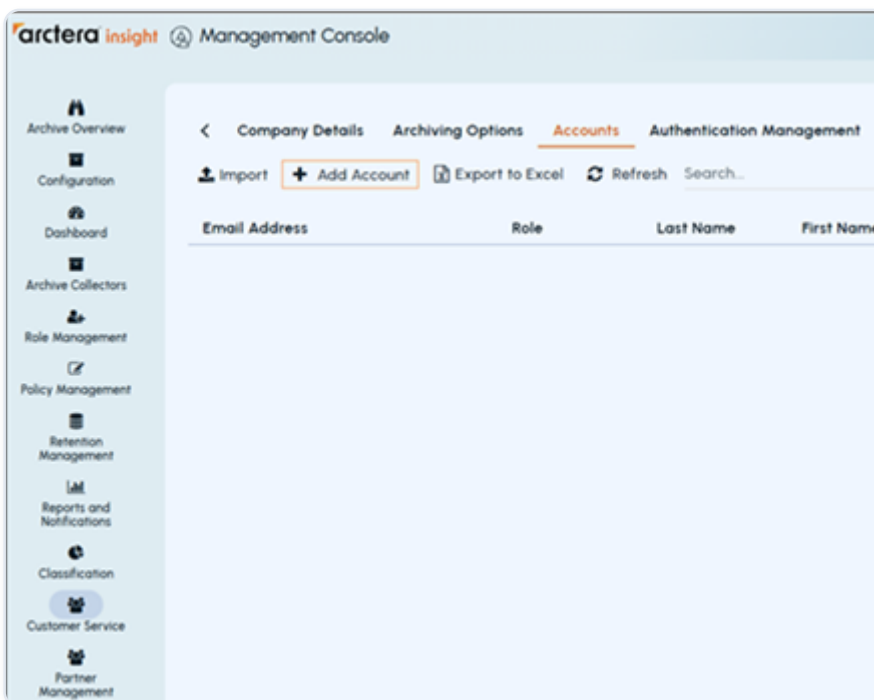 arctera insight Management Console
Archive Overview
Configuration
Dashboard
Archive Collectors
Role Management
Policy Management
Retention
Management
Reports and
Notifications
Classification
Customer Service
Partner
Management
Company Details Archiving Options Accounts Authentication Management
Import Add Account Export to Excel Refresh Search...
Email Address Role Last Name First Name